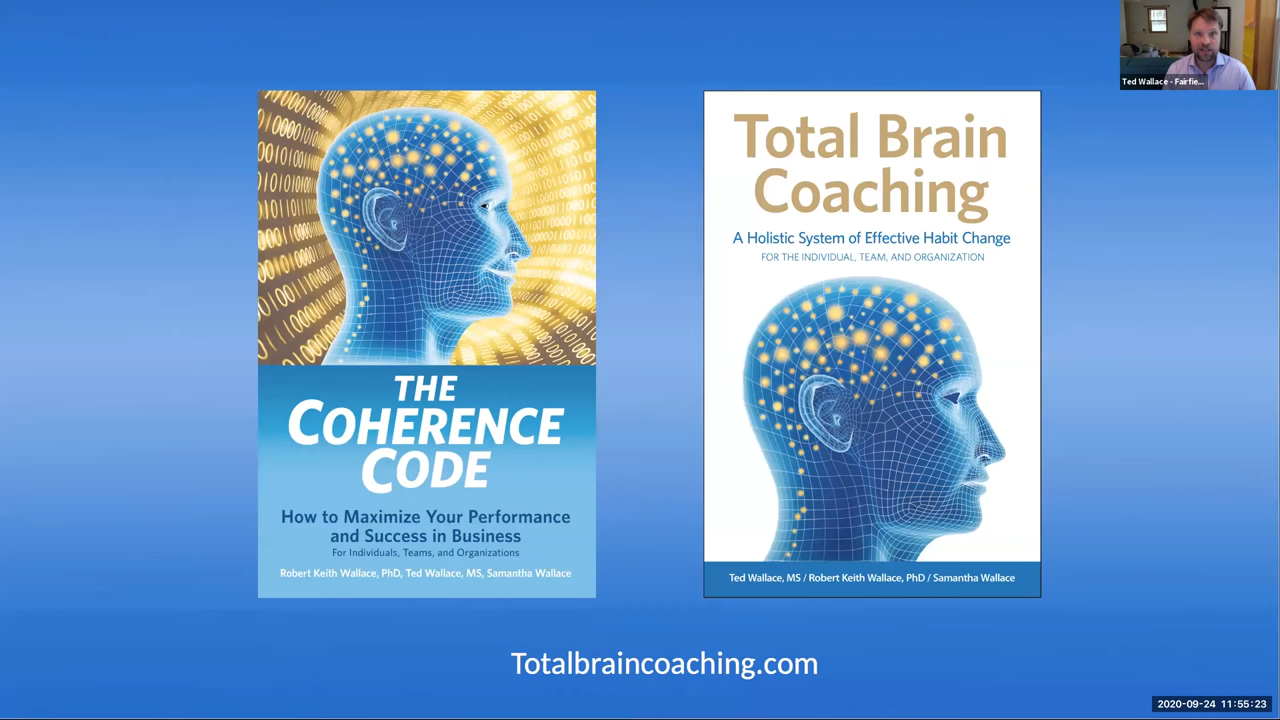 Ted Wallace - Fairfie...
THE
COHERENCE
CODE
How to Maximize Your Performance
and Success in Business
For Individuals, Teams, and Organizations
Robert Keith Wallace, PhD, Ted Wallace, MS, Samantha Wallace
Total Brain
Coaching
A Holistic System of Effective Habit Change
FOR THE INDIVIDUAL, TEAM, AND ORGANIZATION
Ted Wallace, MS / Robert Keith Wallace, PhD / Samantha Wallace
Totalbraincoaching.com
2020-09-24 11:55:23